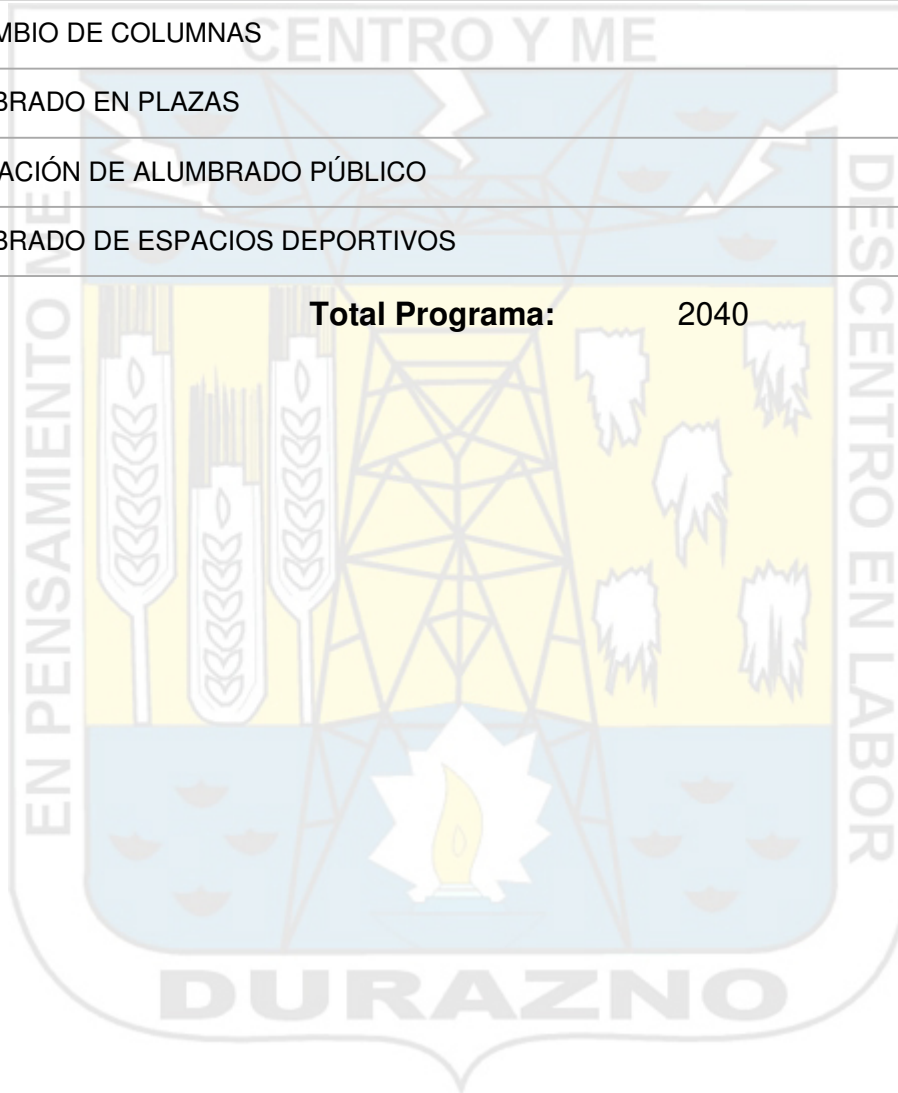 MBIO DE COLUMNAS
BRADO EN PLAZAS
ACIÓN DE ALUMBRADO PÚBLICO
BRADO DE ESPACIOS DEPORTIVOS
Total Programa: 2040
CENTRO Y ME
EN PENSAMIENTO ME
DESCENTRO EN LABOR
DURAZNO